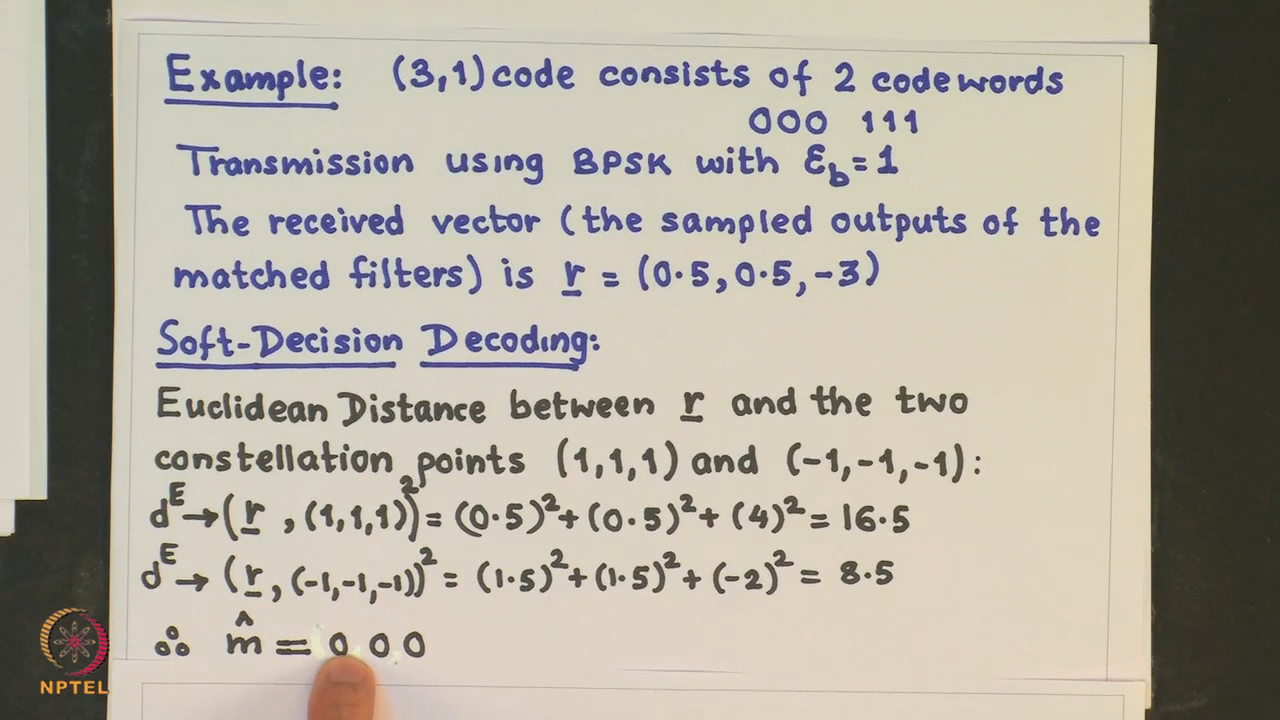 Example: (3,1) code consists of 2 codewords
000 111
Transmission using BPSK with Ɛb = 1
The received vector (the sampled outputs of the
matched filters) is r = (0.5, 0.5, -3)
Soft-Decision Decoding:
Euclidean Distance between r and the two
constellation points (1,1,1) and (-1,-1,-1):
dᴱ → (r, (1,1,1))² = (0.5)² + (0.5)² + (4)² = 16.5
dᴱ → (r, (-1,-1,-1))² = (1.5)² + (1.5)² + (-2)² = 8.5
∴ m̂ = 0,0,0
NPTEL